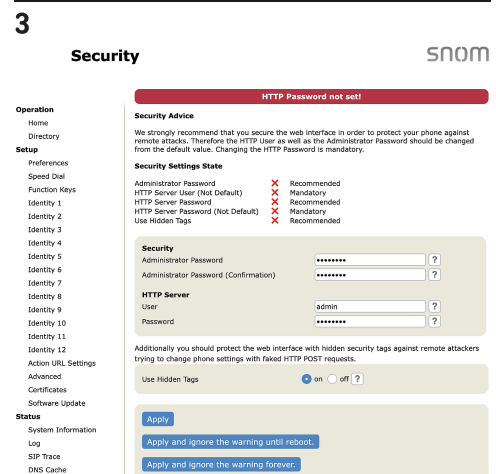 3
Security
snom
HTTP Password not set!
Operation
Home
Directory
Setup
Preferences
Speed Dial
Function Keys
Identity 1
Identity 2
Identity 3
Identity 4
Identity 5
Identity 6
Identity 7
Identity 8
Identity 9
Identity 10
Identity 11
Identity 12
Action URL Settings
Advanced
Certificates
Software Update
Status
System Information
Log
SIP Trace
DNS Cache
Security Advice
We strongly recommend that you secure the web interface in order to protect your phone against
remote attacks. Therefore the HTTP User as well as the Administrator Password should be changed
from the default value. Changing the HTTP Password is mandatory.
Security Settings State
Administrator Password ✗ Recommended
HTTP Server User (Not Default) ✗ Mandatory
HTTP Server Password ✗ Recommended
HTTP Server Password (Not Default) ✗ Mandatory
Use Hidden Tags ✗ Recommended
Security
Administrator Password •••••••• ?
Administrator Password (Confirmation) •••••••• ?
HTTP Server
User admin ?
Password •••••••• ?
Additionally you should protect the web interface with hidden security tags against remote attackers
trying to change phone settings with faked HTTP POST requests.
Use Hidden Tags on off ?
Apply
Apply and ignore the warning until reboot.
Apply and ignore the warning forever.